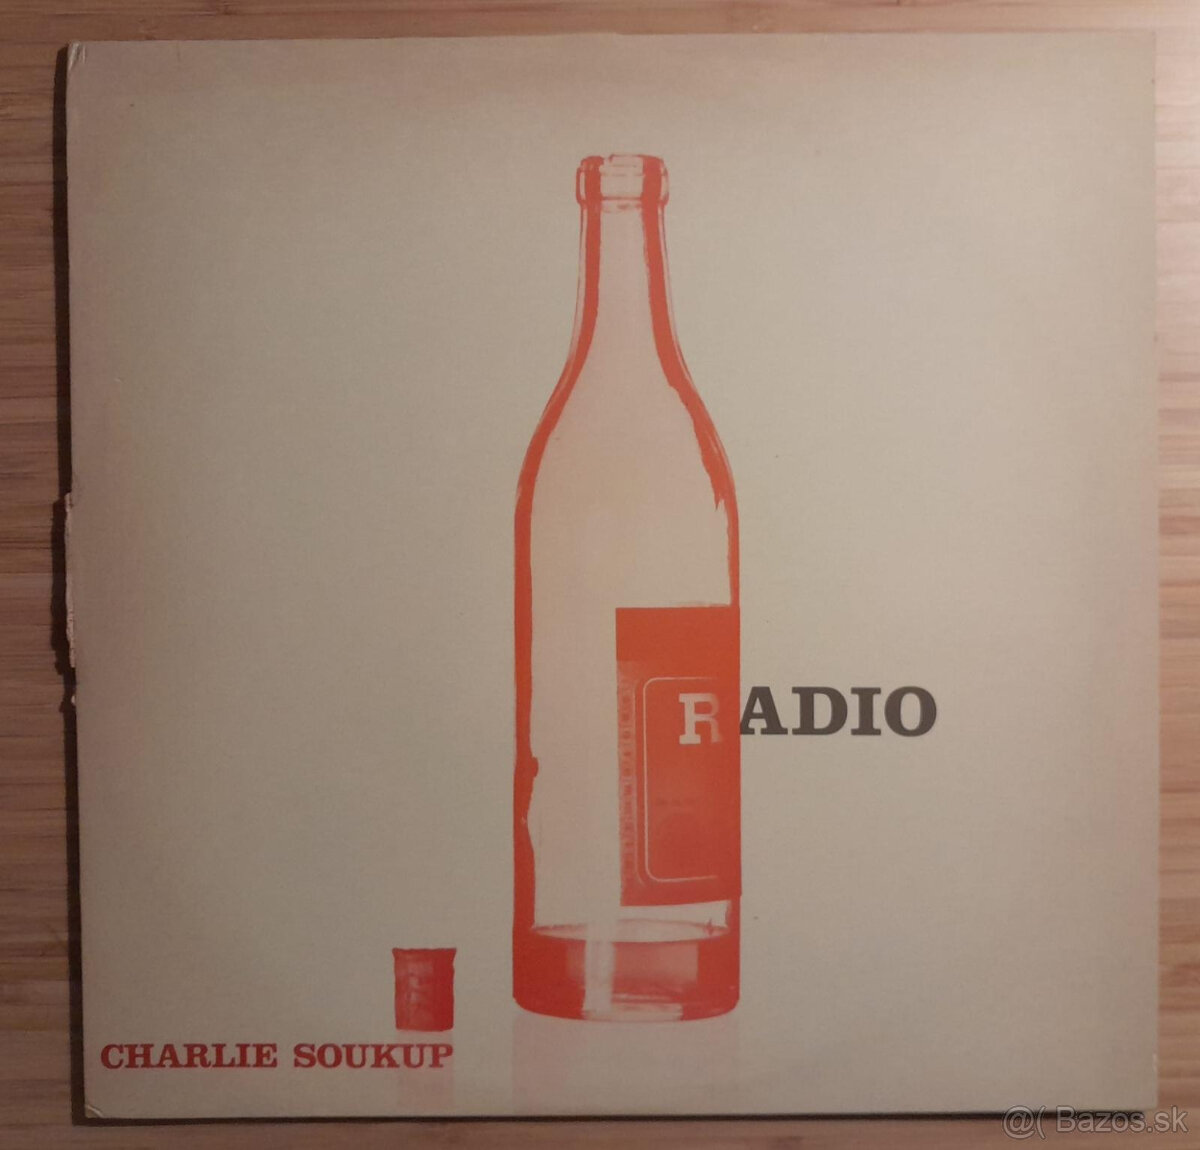 RADIO
CHARLIE SOUKUP
@( Bazos.sk